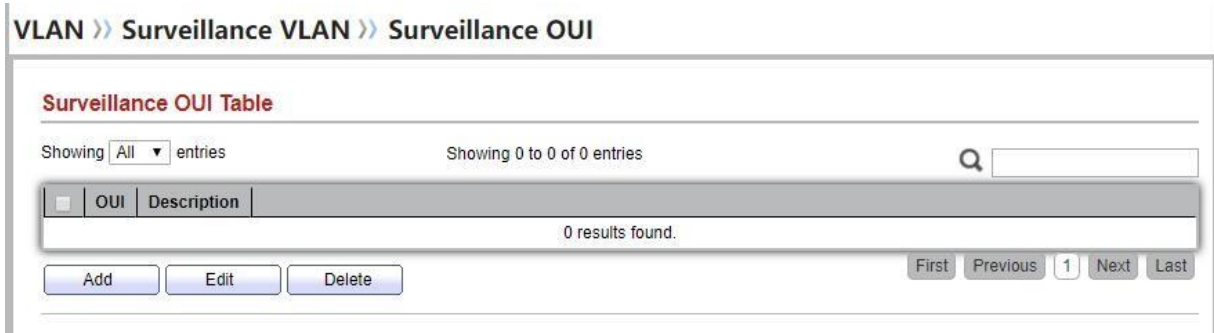 VLAN >> Surveillance VLAN >> Surveillance OUI
Surveillance OUI Table
Showing All entries Showing 0 to 0 of 0 entries
OUI Description
0 results found.
Add Edit Delete First Previous 1 Next Last